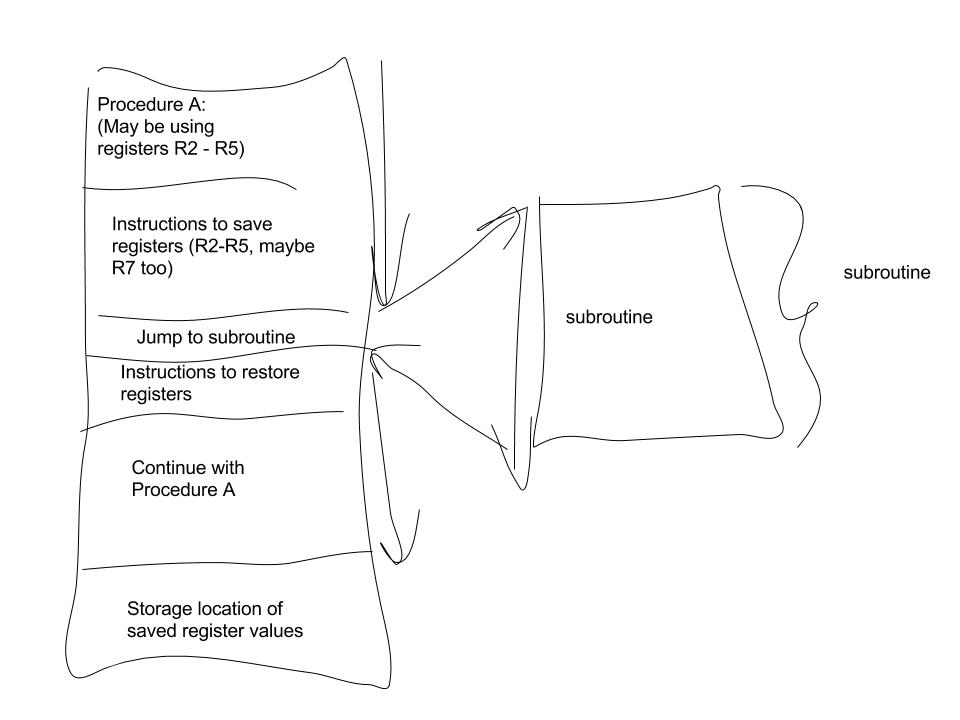 Procedure A:
(May be using
registers R2 - R5)
Instructions to save
registers (R2-R5, maybe
R7 too)
Jump to subroutine
Instructions to restore
registers
Continue with
Procedure A
Storage location of
saved register values
subroutine
subroutine